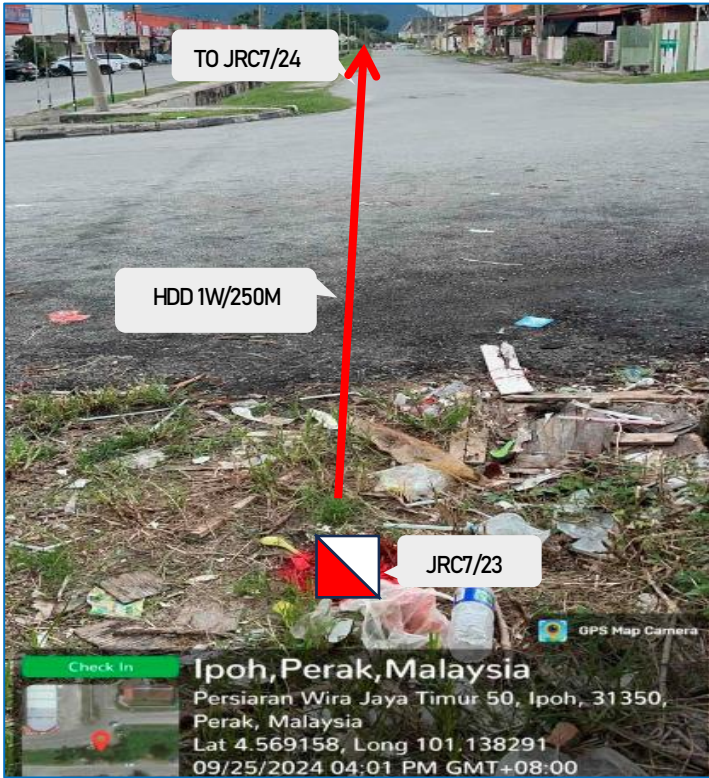 TO JRC7/24
HDD 1W/250M
JRC7/23
GPS Map Camera
Check In
Ipoh,Perak,Malaysia
Persiaran Wira Jaya Timur 50, Ipoh, 31350,
Perak, Malaysia
Lat 4.569158, Long 101.138291
09/25/2024 04:01 PM GMT+08:00